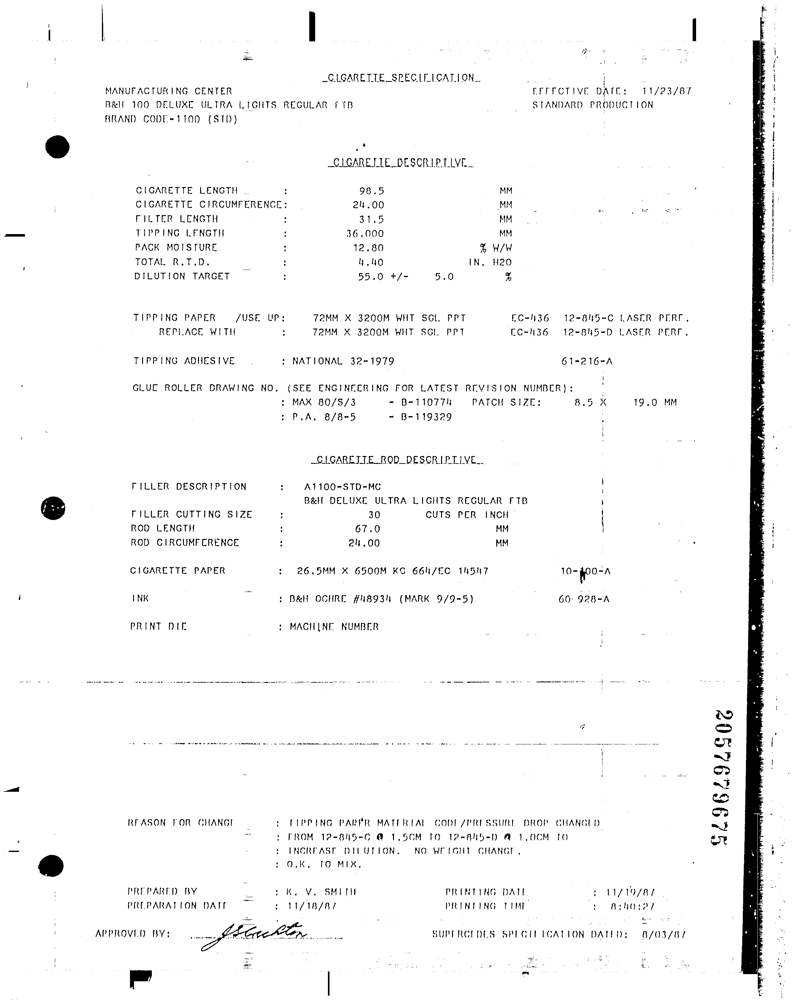 CIGARETTE SPECIFICATION
MANUFACTURING CENTER EFFECTIVE DATE: 11/23/87
B&H 100 DELUXE ULTRA LIGHTS REGULAR FTB STANDARD PRODUCTION
BRAND CODE-1100 (STD)
CIGARETTE DESCRIPTIVE
CIGARETTE LENGTH : 98.5 MM
CIGARETTE CIRCUMFERENCE: 24.00 MM
FILTER LENGTH : 31.5 MM
TIPPING LENGTH : 36.000 MM
PACK MOISTURE : 12.80 % W/W
TOTAL R.T.D. : 4.40 IN. H2O
DILUTION TARGET : 55.0 +/- 5.0 %
TIPPING PAPER /USE UP: 72MM X 3200M WHT SGL PPT EC-436 12-845-C LASER PERF.
REPLACE WITH : 72MM X 3200M WHT SGL PPT EC-436 12-845-D LASER PERF.
TIPPING ADHESIVE : NATIONAL 32-1979 61-216-A
GLUE ROLLER DRAWING NO. (SEE ENGINEERING FOR LATEST REVISION NUMBER):
: MAX 80/S/3 - B-110774 PATCH SIZE: 8.5 X 19.0 MM
: P.A. 8/8-5 - B-119329
CIGARETTE ROD DESCRIPTIVE
FILLER DESCRIPTION : A1100-STD-MC
B&H DELUXE ULTRA LIGHTS REGULAR FTB
FILLER CUTTING SIZE : 30 CUTS PER INCH
ROD LENGTH : 67.0 MM
ROD CIRCUMFERENCE : 24.00 MM
CIGARETTE PAPER : 26.5MM X 6500M KC 664/EC 14547 10-100-A
INK : B&H OCHRE #48934 (MARK 9/9-5) 60-928-A
PRINT DIE : MACHINE NUMBER
2057679675
REASON FOR CHANGE : TIPPING PAPER MATERIAL CODE/PRESSURE DROP CHANGED
: FROM 12-845-C @ 1.5CM TO 12-845-D @ 1.0CM TO
: INCREASE DILUTION. NO WEIGHT CHANGE.
: O.K. TO MIX.
PREPARED BY : K. V. SMITH PRINTING DATE : 11/19/87
PREPARATION DATE : 11/18/87 PRINTING TIME : 8:40:27
APPROVED BY: SUPERCEDES SPECIFICATION DATED: 8/03/87